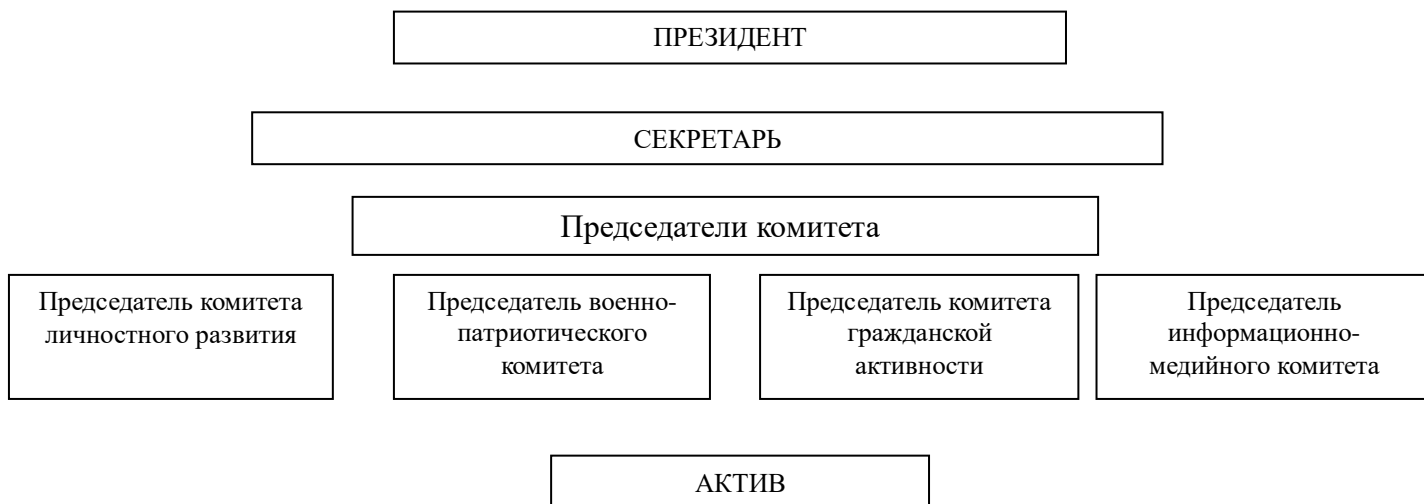 ПРЕЗИДЕНТ
СЕКРЕТАРЬ
Председатели комитета
Председатель комитета
личностного развития
Председатель военно-
патриотического
комитета
Председатель комитета
гражданской
активности
Председатель
информационно-
медийного комитета
АКТИВ